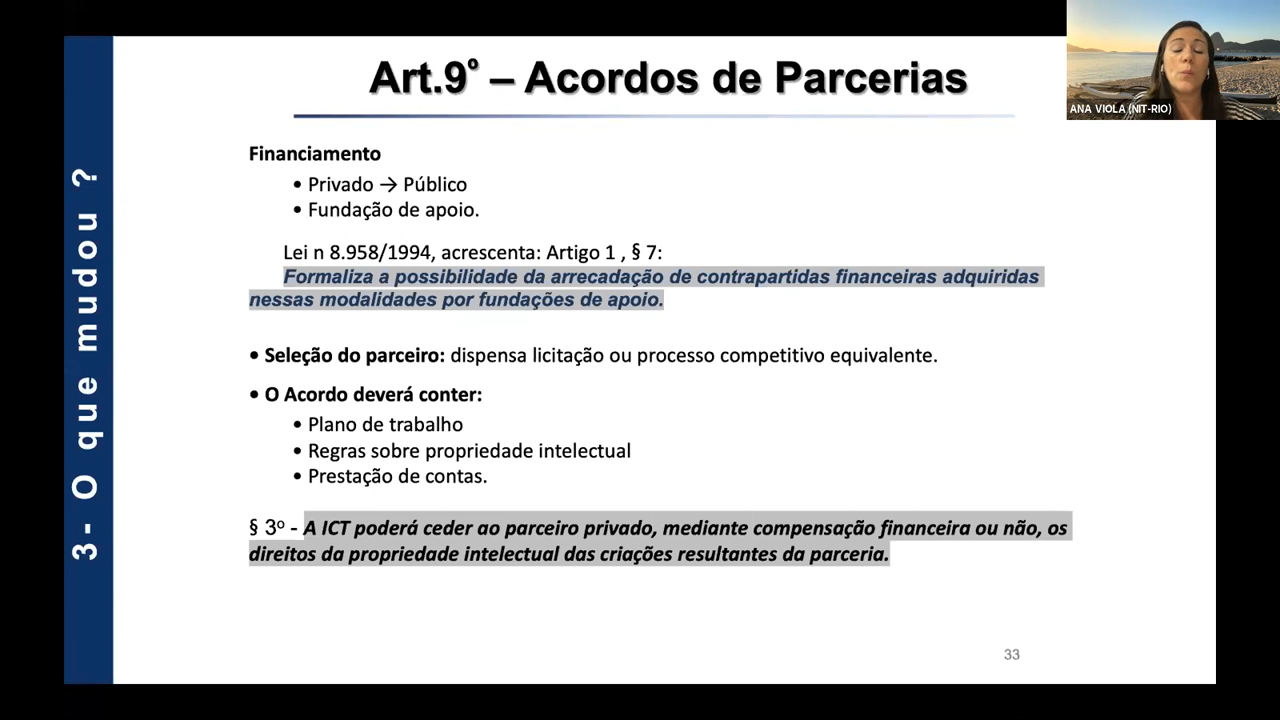 Art.9º – Acordos de Parcerias
ANA VIOLA (NIT-RIO)
3- O que mudou ?
Financiamento
• Privado → Público
• Fundação de apoio.
Lei n 8.958/1994, acrescenta: Artigo 1 , § 7:
Formaliza a possibilidade da arrecadação de contrapartidas financeiras adquiridas
nessas modalidades por fundações de apoio.
• Seleção do parceiro: dispensa licitação ou processo competitivo equivalente.
• O Acordo deverá conter:
• Plano de trabalho
• Regras sobre propriedade intelectual
• Prestação de contas.
§ 3º - A ICT poderá ceder ao parceiro privado, mediante compensação financeira ou não, os
direitos da propriedade intelectual das criações resultantes da parceria.
33